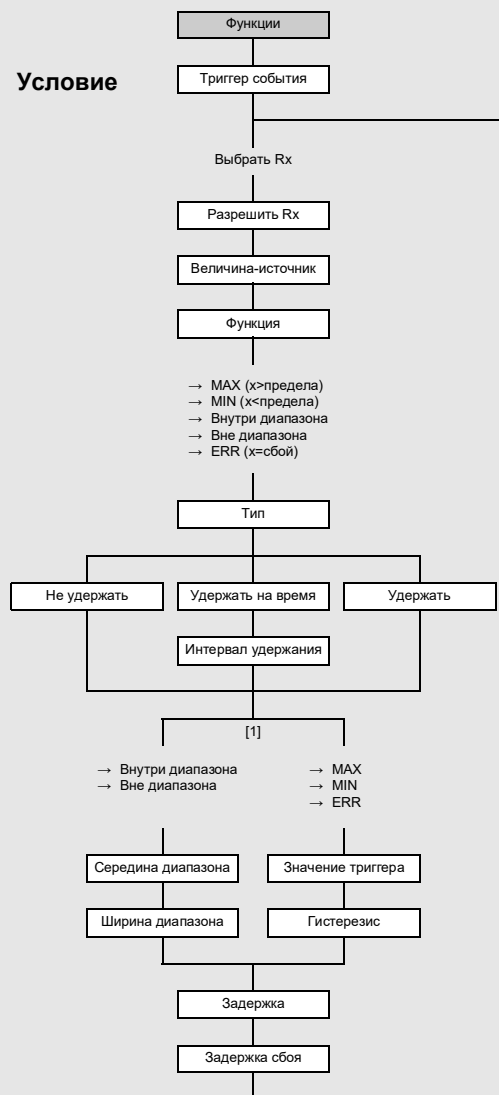 Функции
Условие
Триггер события
Выбрать Rx
Разрешить Rx
Величина-источник
Функция
→ MAX (x>предела)
→ MIN (x<предела)
→ Внутри диапазона
→ Вне диапазона
→ ERR (x=сбой)
Тип
Не удержать
Удержать на время
Удержать
Интервал удержания
[1]
→ Внутри диапазона
→ Вне диапазона
→ MAX
→ MIN
→ ERR
Середина диапазона
Значение триггера
Ширина диапазона
Гистерезис
Задержка
Задержка сбоя